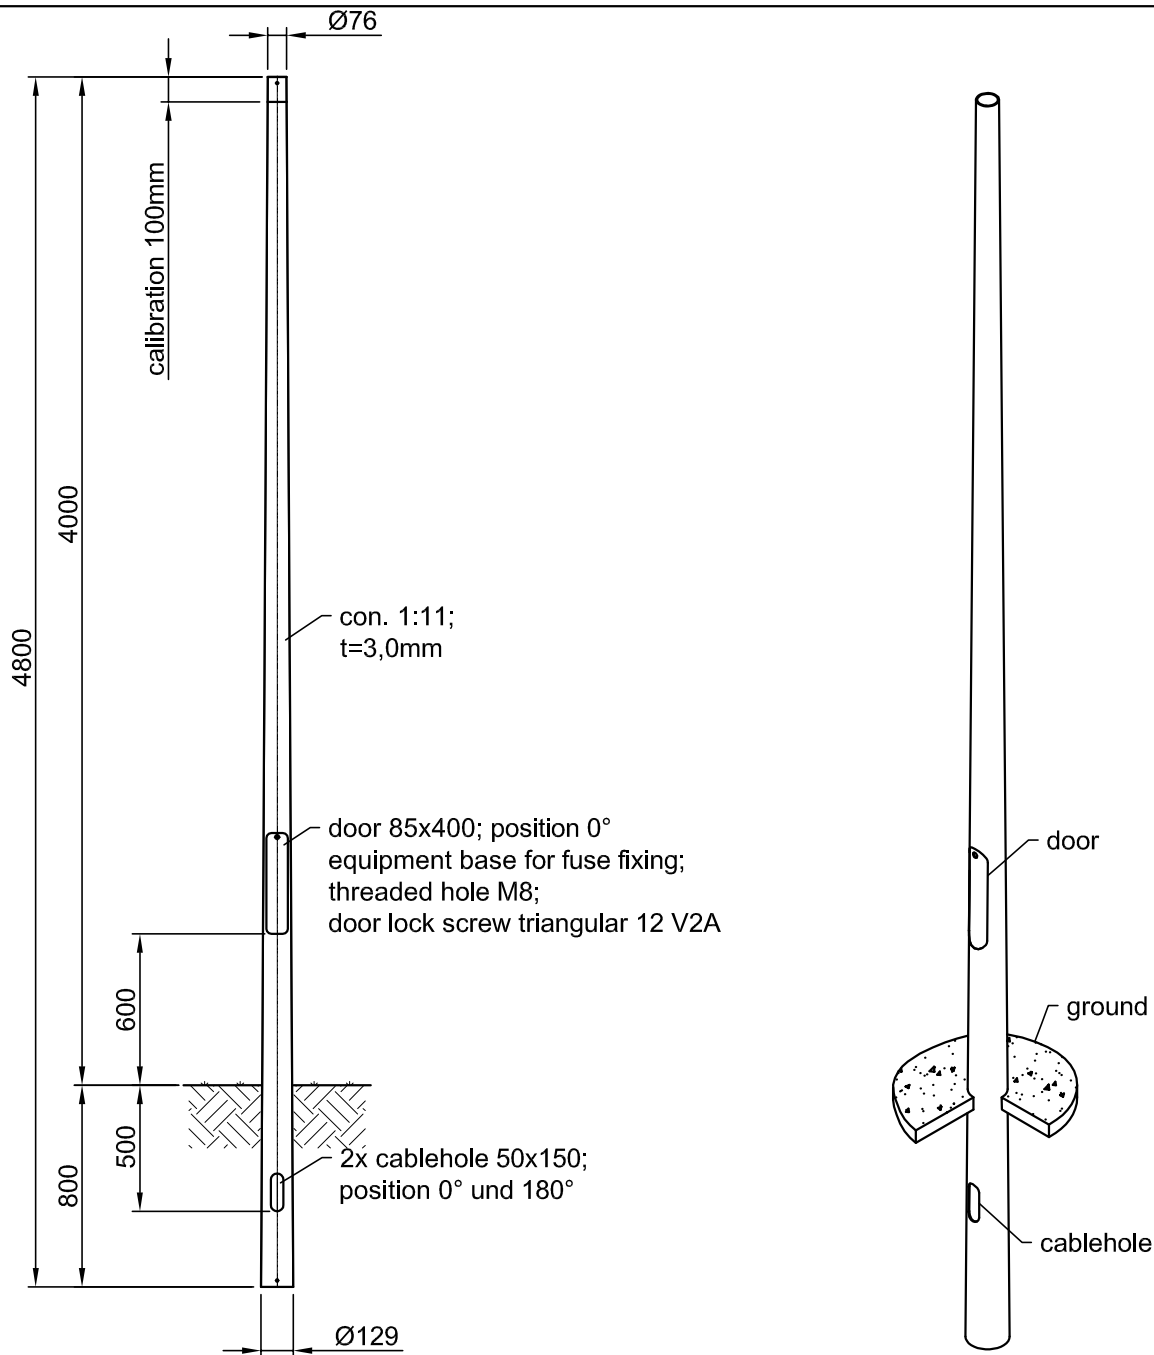 Ø76
calibration 100mm
4000
4800
con. 1:11;
t=3,0mm
door 85x400; position 0°
equipment base for fuse fixing;
threaded hole M8;
door lock screw triangular 12 V2A
door
600
ground
500
800
2x cablehole 50x150;
position 0° und 180°
cablehole
Ø129